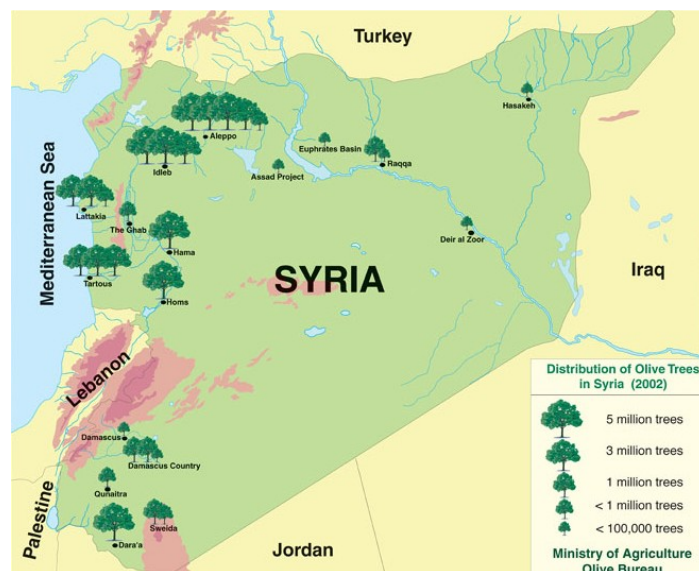 Turkey
Hasakeh
Aleppo
Euphrates Basin
Raqqa
Idleb
Assad Project
Mediterranean Sea
Lattakia
The Ghab
Deir al Zoor
Hama
Iraq
SYRIA
Tartous
Homs
Lebanon
Distribution of Olive Trees
in Syria (2002)
5 million trees
3 million trees
1 million trees
< 1 million trees
< 100,000 trees
Ministry of Agriculture
Olive Bureau
Damascus
Damascus Country
Qunaitra
Palestine
Sweida
Dara'a
Jordan